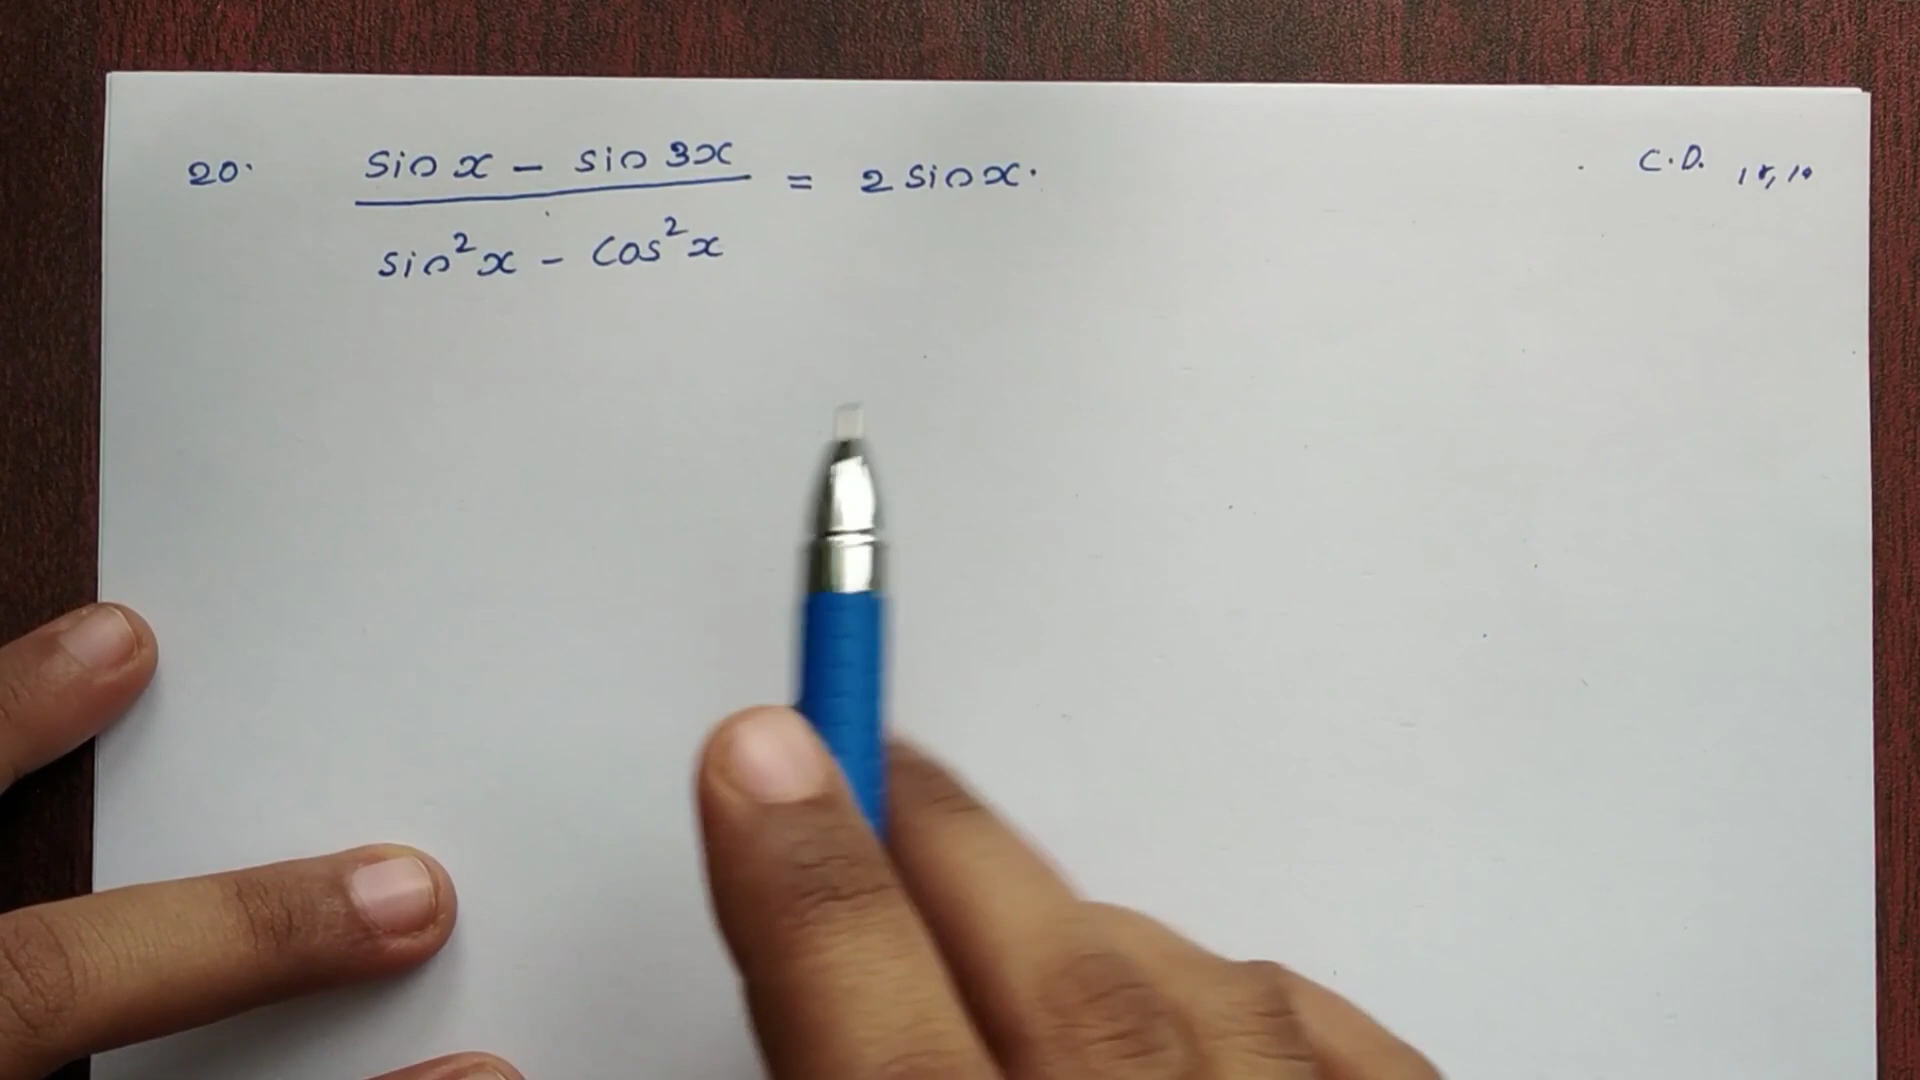 20. sin x - sin 3x / sin²x - cos²x = 2 sin x.
C.D.